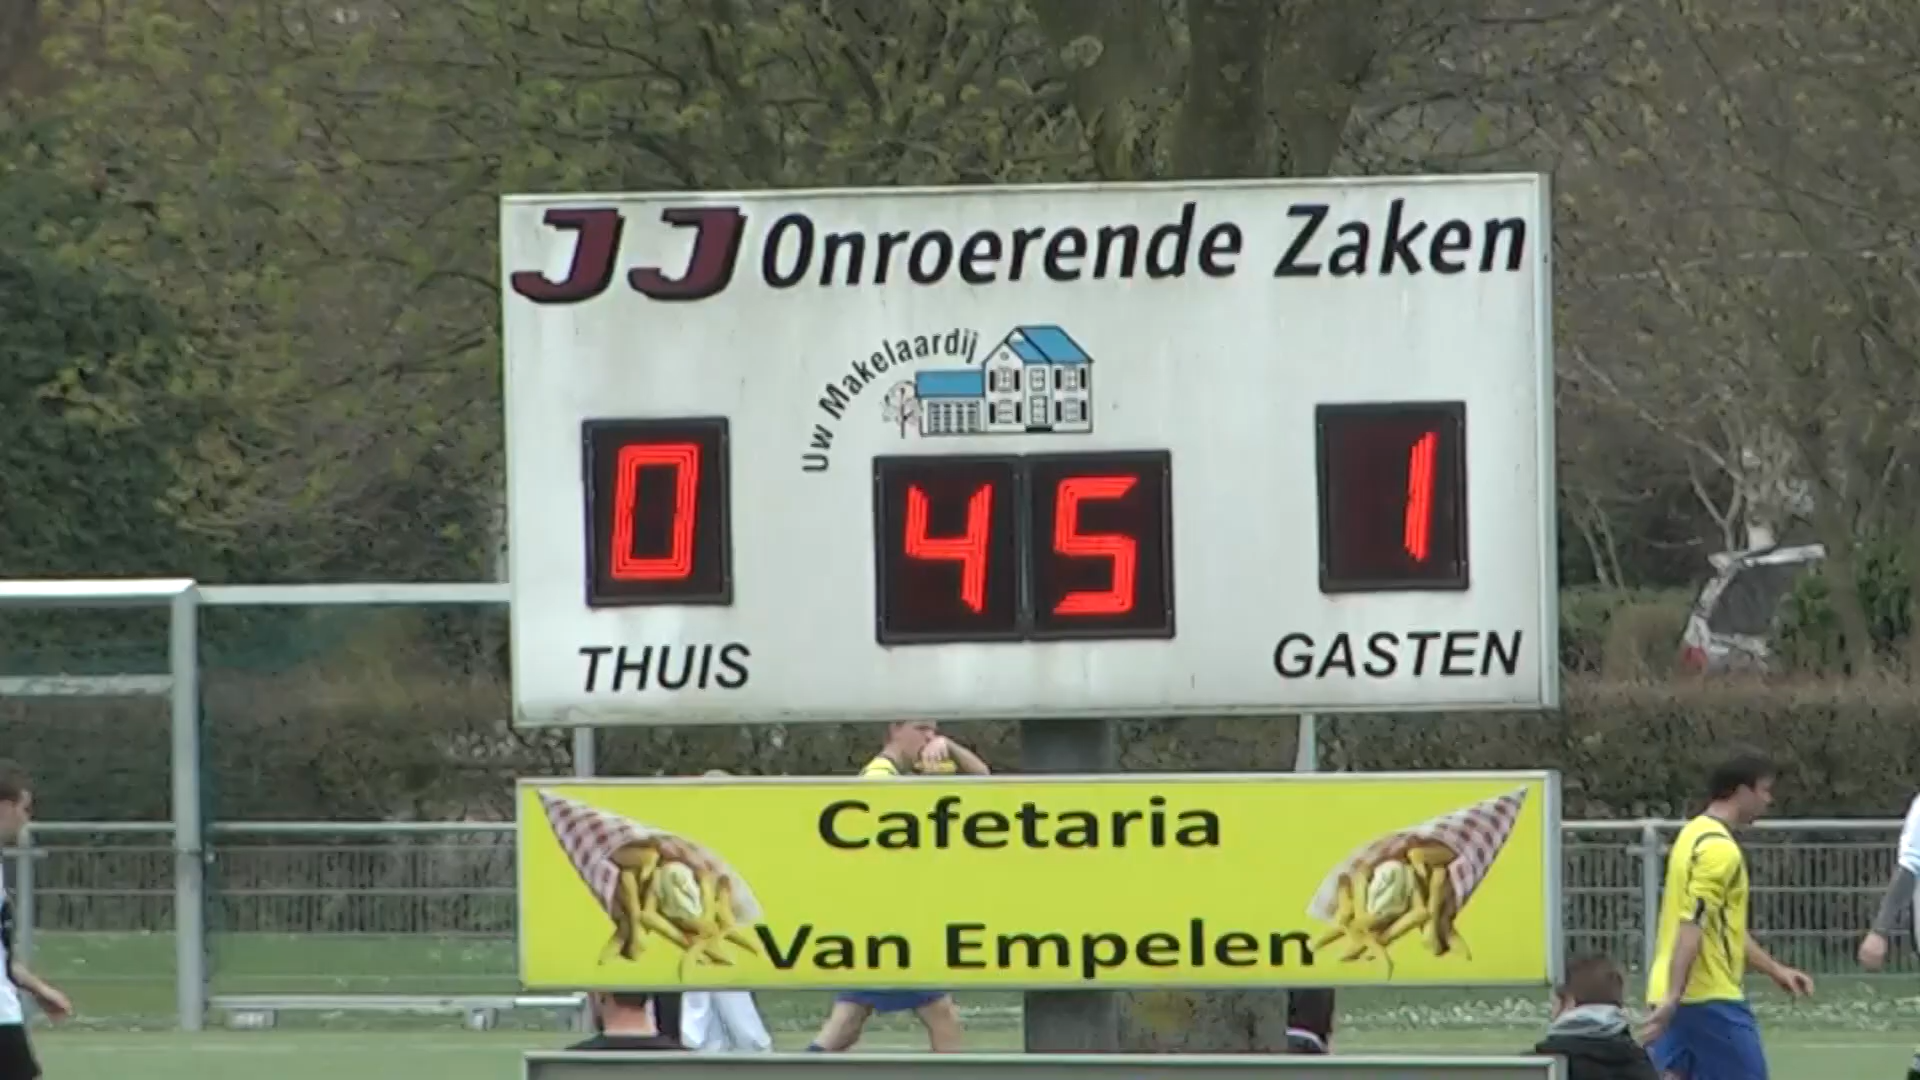 JJ Onroerende Zaken
Uw Makelaardij
0 45 1
THUIS GASTEN
Cafetaria
Van Empelen